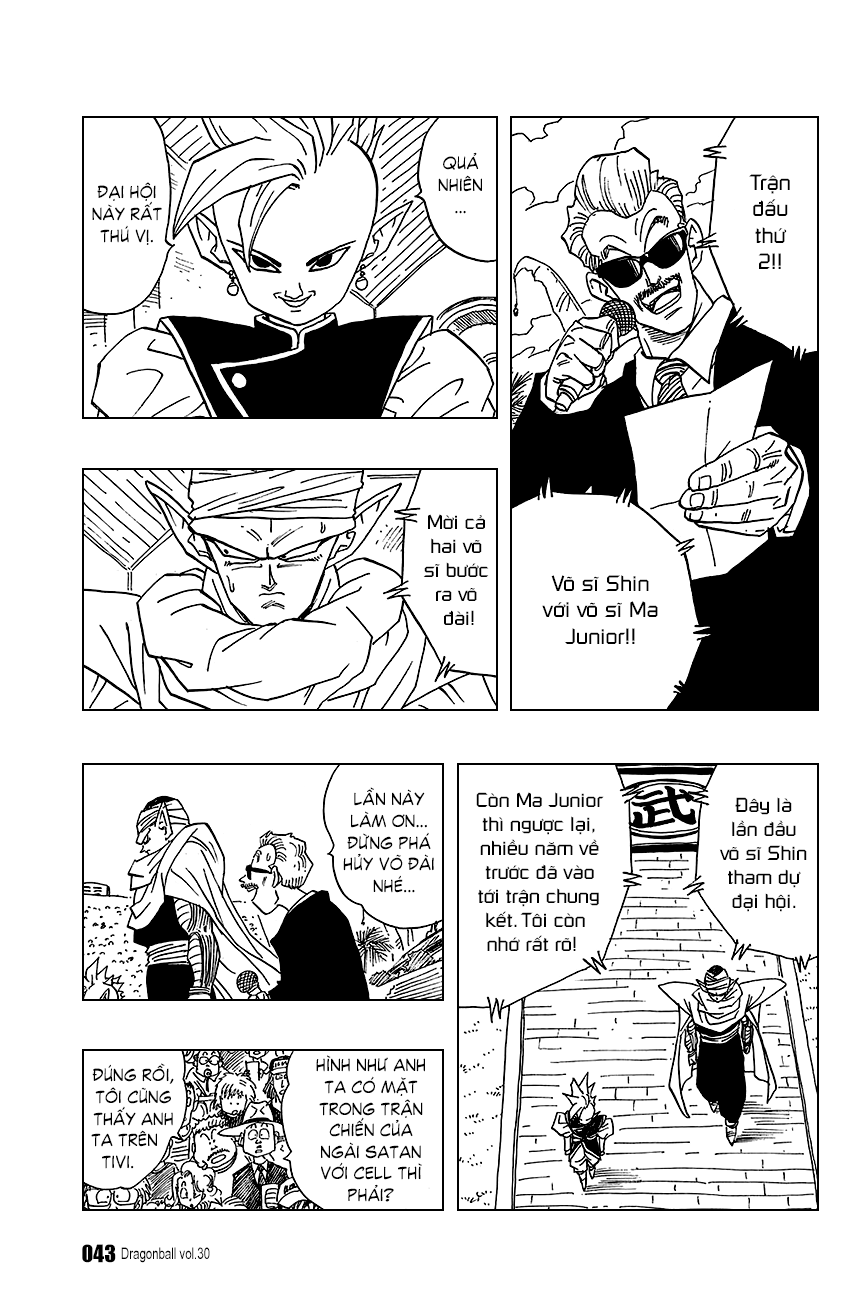 Trận
đấu
thứ
2!!
Võ sĩ Shin
với võ sĩ Ma
Junior!!
QUẢ
NHIÊN
...
ĐẠI HỘI
NÀY RẤT
THÚ VỊ.
Mời cả
hai võ
sĩ bước
ra võ
đài!
Đây là
lần đầu
võ sĩ Shin
tham dự
đại hội.
武
Còn Ma Junior
thì ngược lại,
nhiều năm về
trước đã vào
tới trận chung
kết. Tôi còn
nhớ rất rõ!
LẦN NÀY
LÀM ƠN...
ĐỪNG PHÁ
HỦY VÕ ĐÀI
NHÉ...
HÌNH NHƯ ANH
TA CÓ MẶT
TRONG TRẬN
CHIẾN CỦA
NGÀI SATAN
VỚI CELL THÌ
PHẢI?
ĐÚNG RỒI,
TÔI CŨNG
THẤY ANH
TA TRÊN
TIVI.
043 Dragonball vol.30